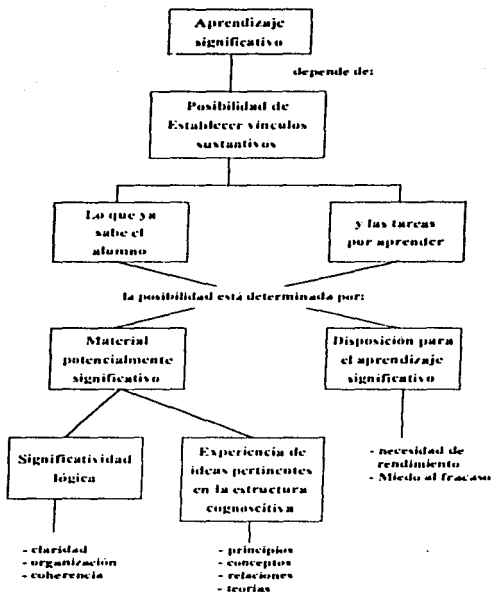 Aprendizaje
significativo
depende de:
Posibilidad de
Establecer vínculos
sustantivos
Lo que ya
sabe el
alumno
y las tareas
por aprender
la posibilidad está determinada por:
Material
potencialmente
significativo
Disposición para
el aprendizaje
significativo
Significatividad
lógica
Experiencia de
ideas pertinentes
en la estructura
cognoscitiva
- necesidad de
rendimiento
- Miedo al fracaso
- claridad
- organización
- coherencia
- principios
- conceptos
- relaciones
- teorías